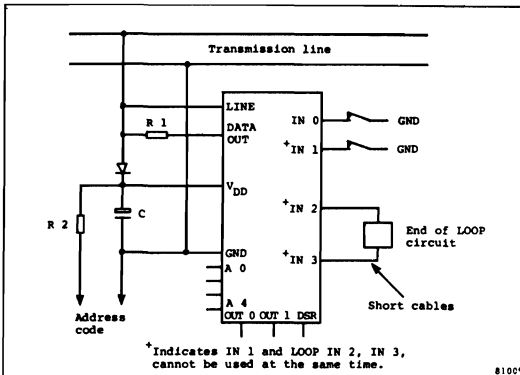 Transmission line
LINE
R 1
DATA
OUT
IN 0
GND
+IN 1
GND
VDD
+IN 2
R 2
C
End of LOOP
circuit
+IN 3
GND
A 0
Short cables
A 4
Address
code
OUT 0 OUT 1 DSR
+Indicates IN 1 and LOOP IN 2, IN 3,
cannot be used at the same time.